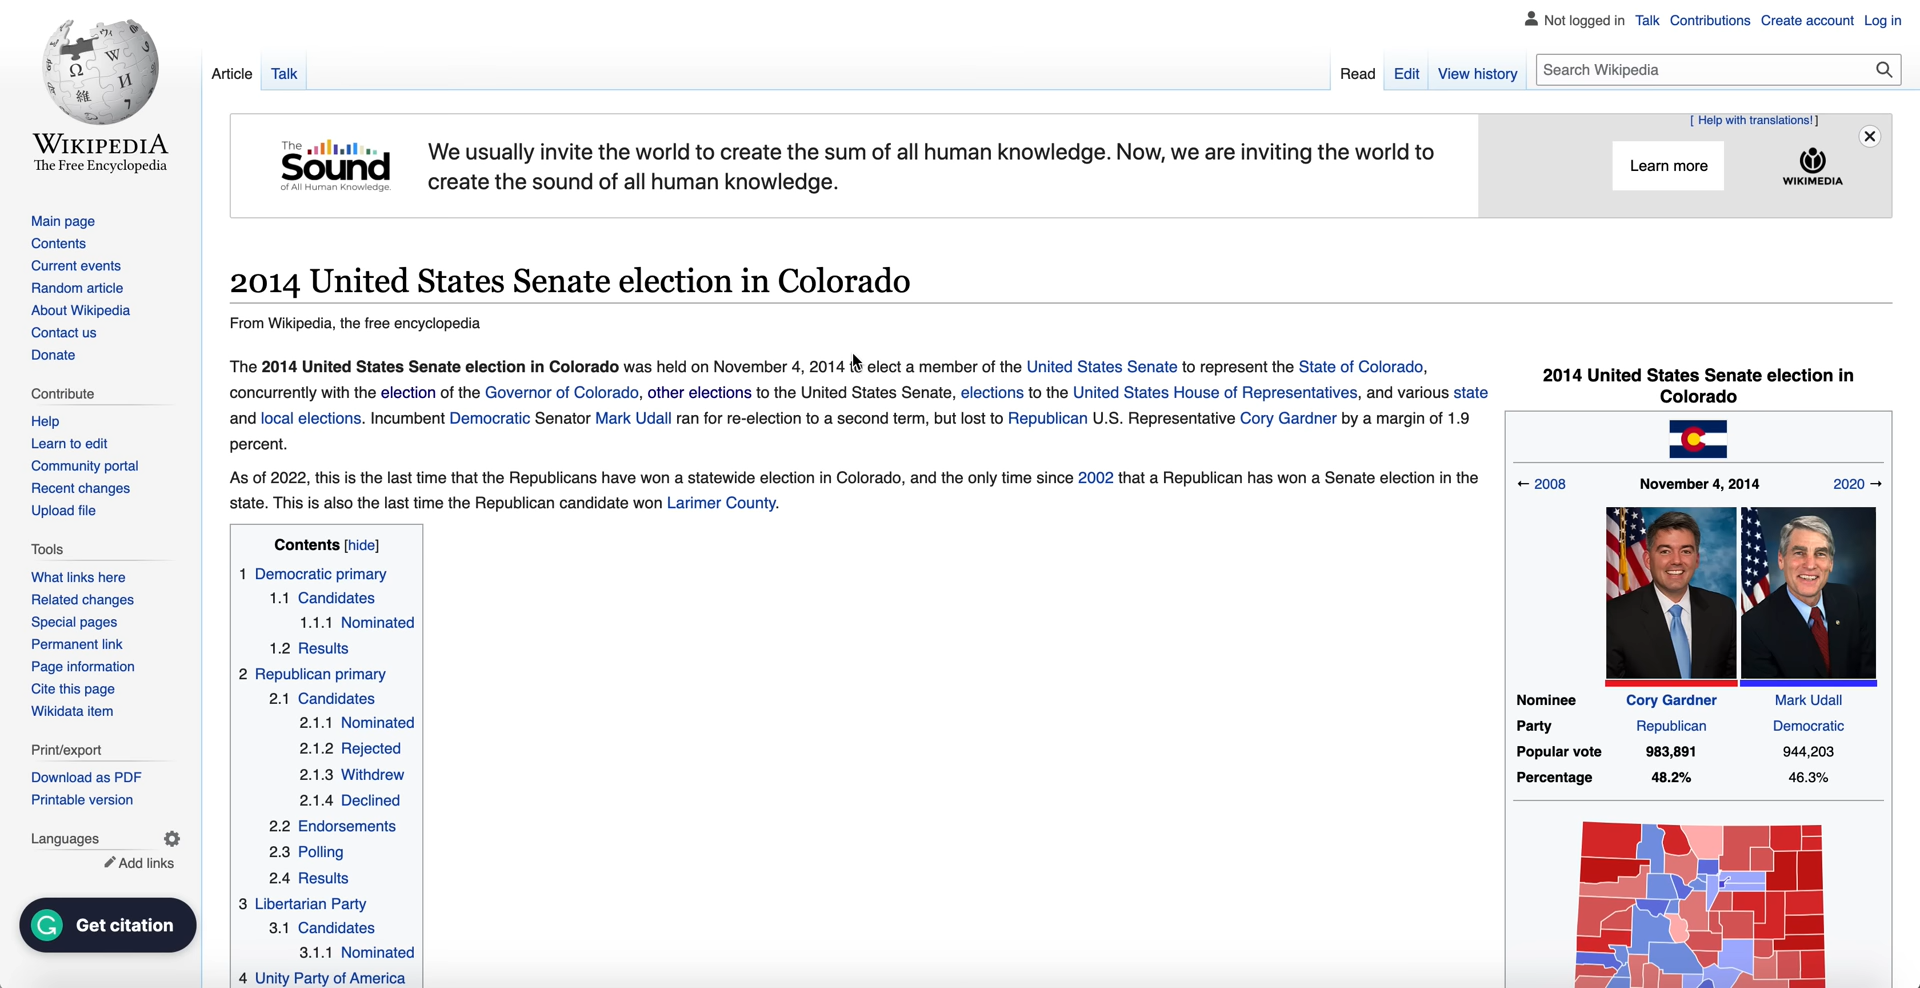 Not logged in Talk Contributions Create account Log in
WIKIPEDIA
The Free Encyclopedia
Article Talk
Read Edit View history Search Wikipedia
Main page
Contents
Current events
Random article
About Wikipedia
Contact us
Donate
Contribute
Help
Learn to edit
Community portal
Recent changes
Upload file
Tools
What links here
Related changes
Special pages
Permanent link
Page information
Cite this page
Wikidata item
Print/export
Download as PDF
Printable version
Languages
Add links
Get citation
The
Sound
of All Human Knowledge.
We usually invite the world to create the sum of all human knowledge. Now, we are inviting the world to
create the sound of all human knowledge.
[ Help with translations! ]
Learn more
WIKIMEDIA
2014 United States Senate election in Colorado
From Wikipedia, the free encyclopedia
The 2014 United States Senate election in Colorado was held on November 4, 2014 to elect a member of the United States Senate to represent the State of Colorado,
concurrently with the election of the Governor of Colorado, other elections to the United States Senate, elections to the United States House of Representatives, and various state
and local elections. Incumbent Democratic Senator Mark Udall ran for re-election to a second term, but lost to Republican U.S. Representative Cory Gardner by a margin of 1.9
percent.
As of 2022, this is the last time that the Republicans have won a statewide election in Colorado, and the only time since 2002 that a Republican has won a Senate election in the
state. This is also the last time the Republican candidate won Larimer County.
Contents [hide]
1 Democratic primary
1.1 Candidates
1.1.1 Nominated
1.2 Results
2 Republican primary
2.1 Candidates
2.1.1 Nominated
2.1.2 Rejected
2.1.3 Withdrew
2.1.4 Declined
2.2 Endorsements
2.3 Polling
2.4 Results
3 Libertarian Party
3.1 Candidates
3.1.1 Nominated
4 Unity Party of America
2014 United States Senate election in
Colorado
← 2008 November 4, 2014 2020 →
Nominee Cory Gardner Mark Udall
Party Republican Democratic
Popular vote 983,891 944,203
Percentage 48.2% 46.3%